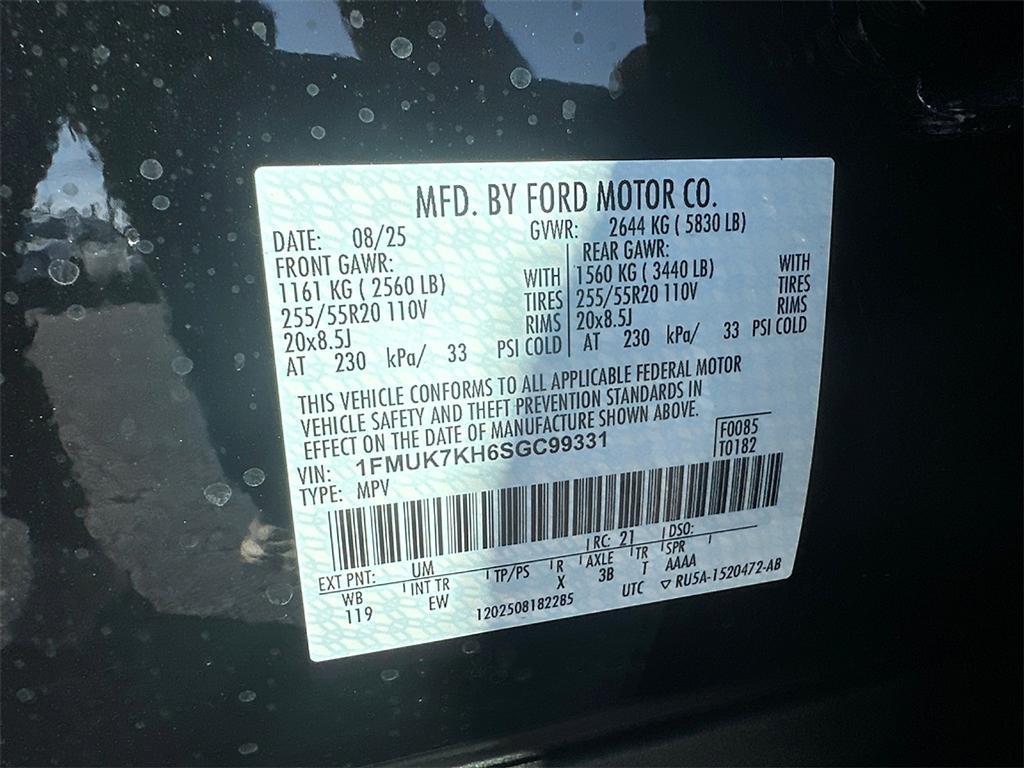 MFD. BY FORD MOTOR CO.
DATE: 08/25 GVWR: 2644 KG ( 5830 LB)
FRONT GAWR: REAR GAWR:
1161 KG ( 2560 LB) WITH 1560 KG ( 3440 LB) WITH
255/55R20 110V TIRES 255/55R20 110V TIRES
20x8.5J RIMS 20x8.5J RIMS
AT 230 kPa/ 33 PSI COLD AT 230 kPa/ 33 PSI COLD
THIS VEHICLE CONFORMS TO ALL APPLICABLE FEDERAL MOTOR
VEHICLE SAFETY AND THEFT PREVENTION STANDARDS IN
EFFECT ON THE DATE OF MANUFACTURE SHOWN ABOVE.
VIN: 1FMUK7KH6SGC99331 F0085
TYPE: MPV T0182
EXT PNT: UM RC: 21 DSO:
WB INT TR TP/PS R AXLE TR SPR
119 EW X 3B T AAAA
1202508182285 UTC ▽ RU5A-1520472-AB